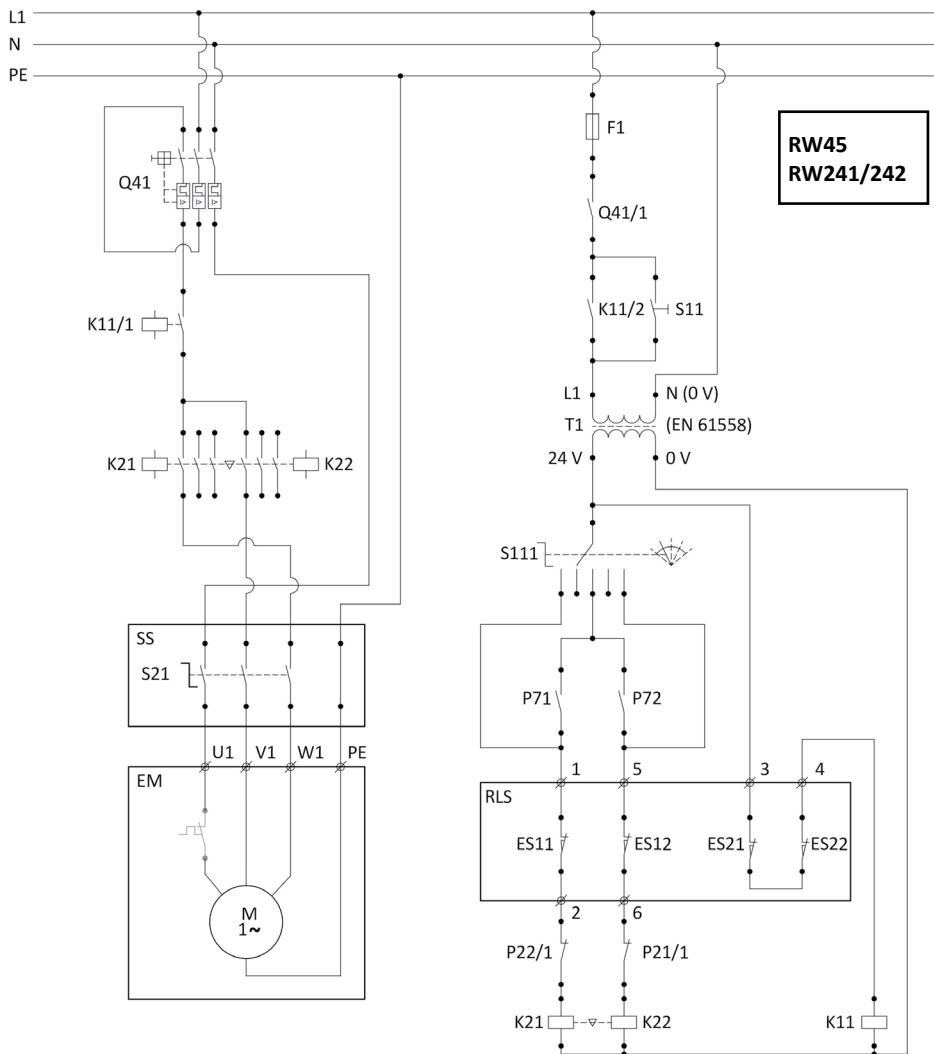 L1
N
PE
F1
RW45
RW241/242
Q41
Q41/1
K11/1
K11/2
S11
L1
N (0 V)
T1
(EN 61558)
K21
K22
24 V
0 V
S111
SS
S21
P71
P72
U1
V1
W1
PE
EM
1
5
3
4
RLS
ES11
ES12
ES21
ES22
M
1~
2
6
P22/1
P21/1
K21
K22
K11